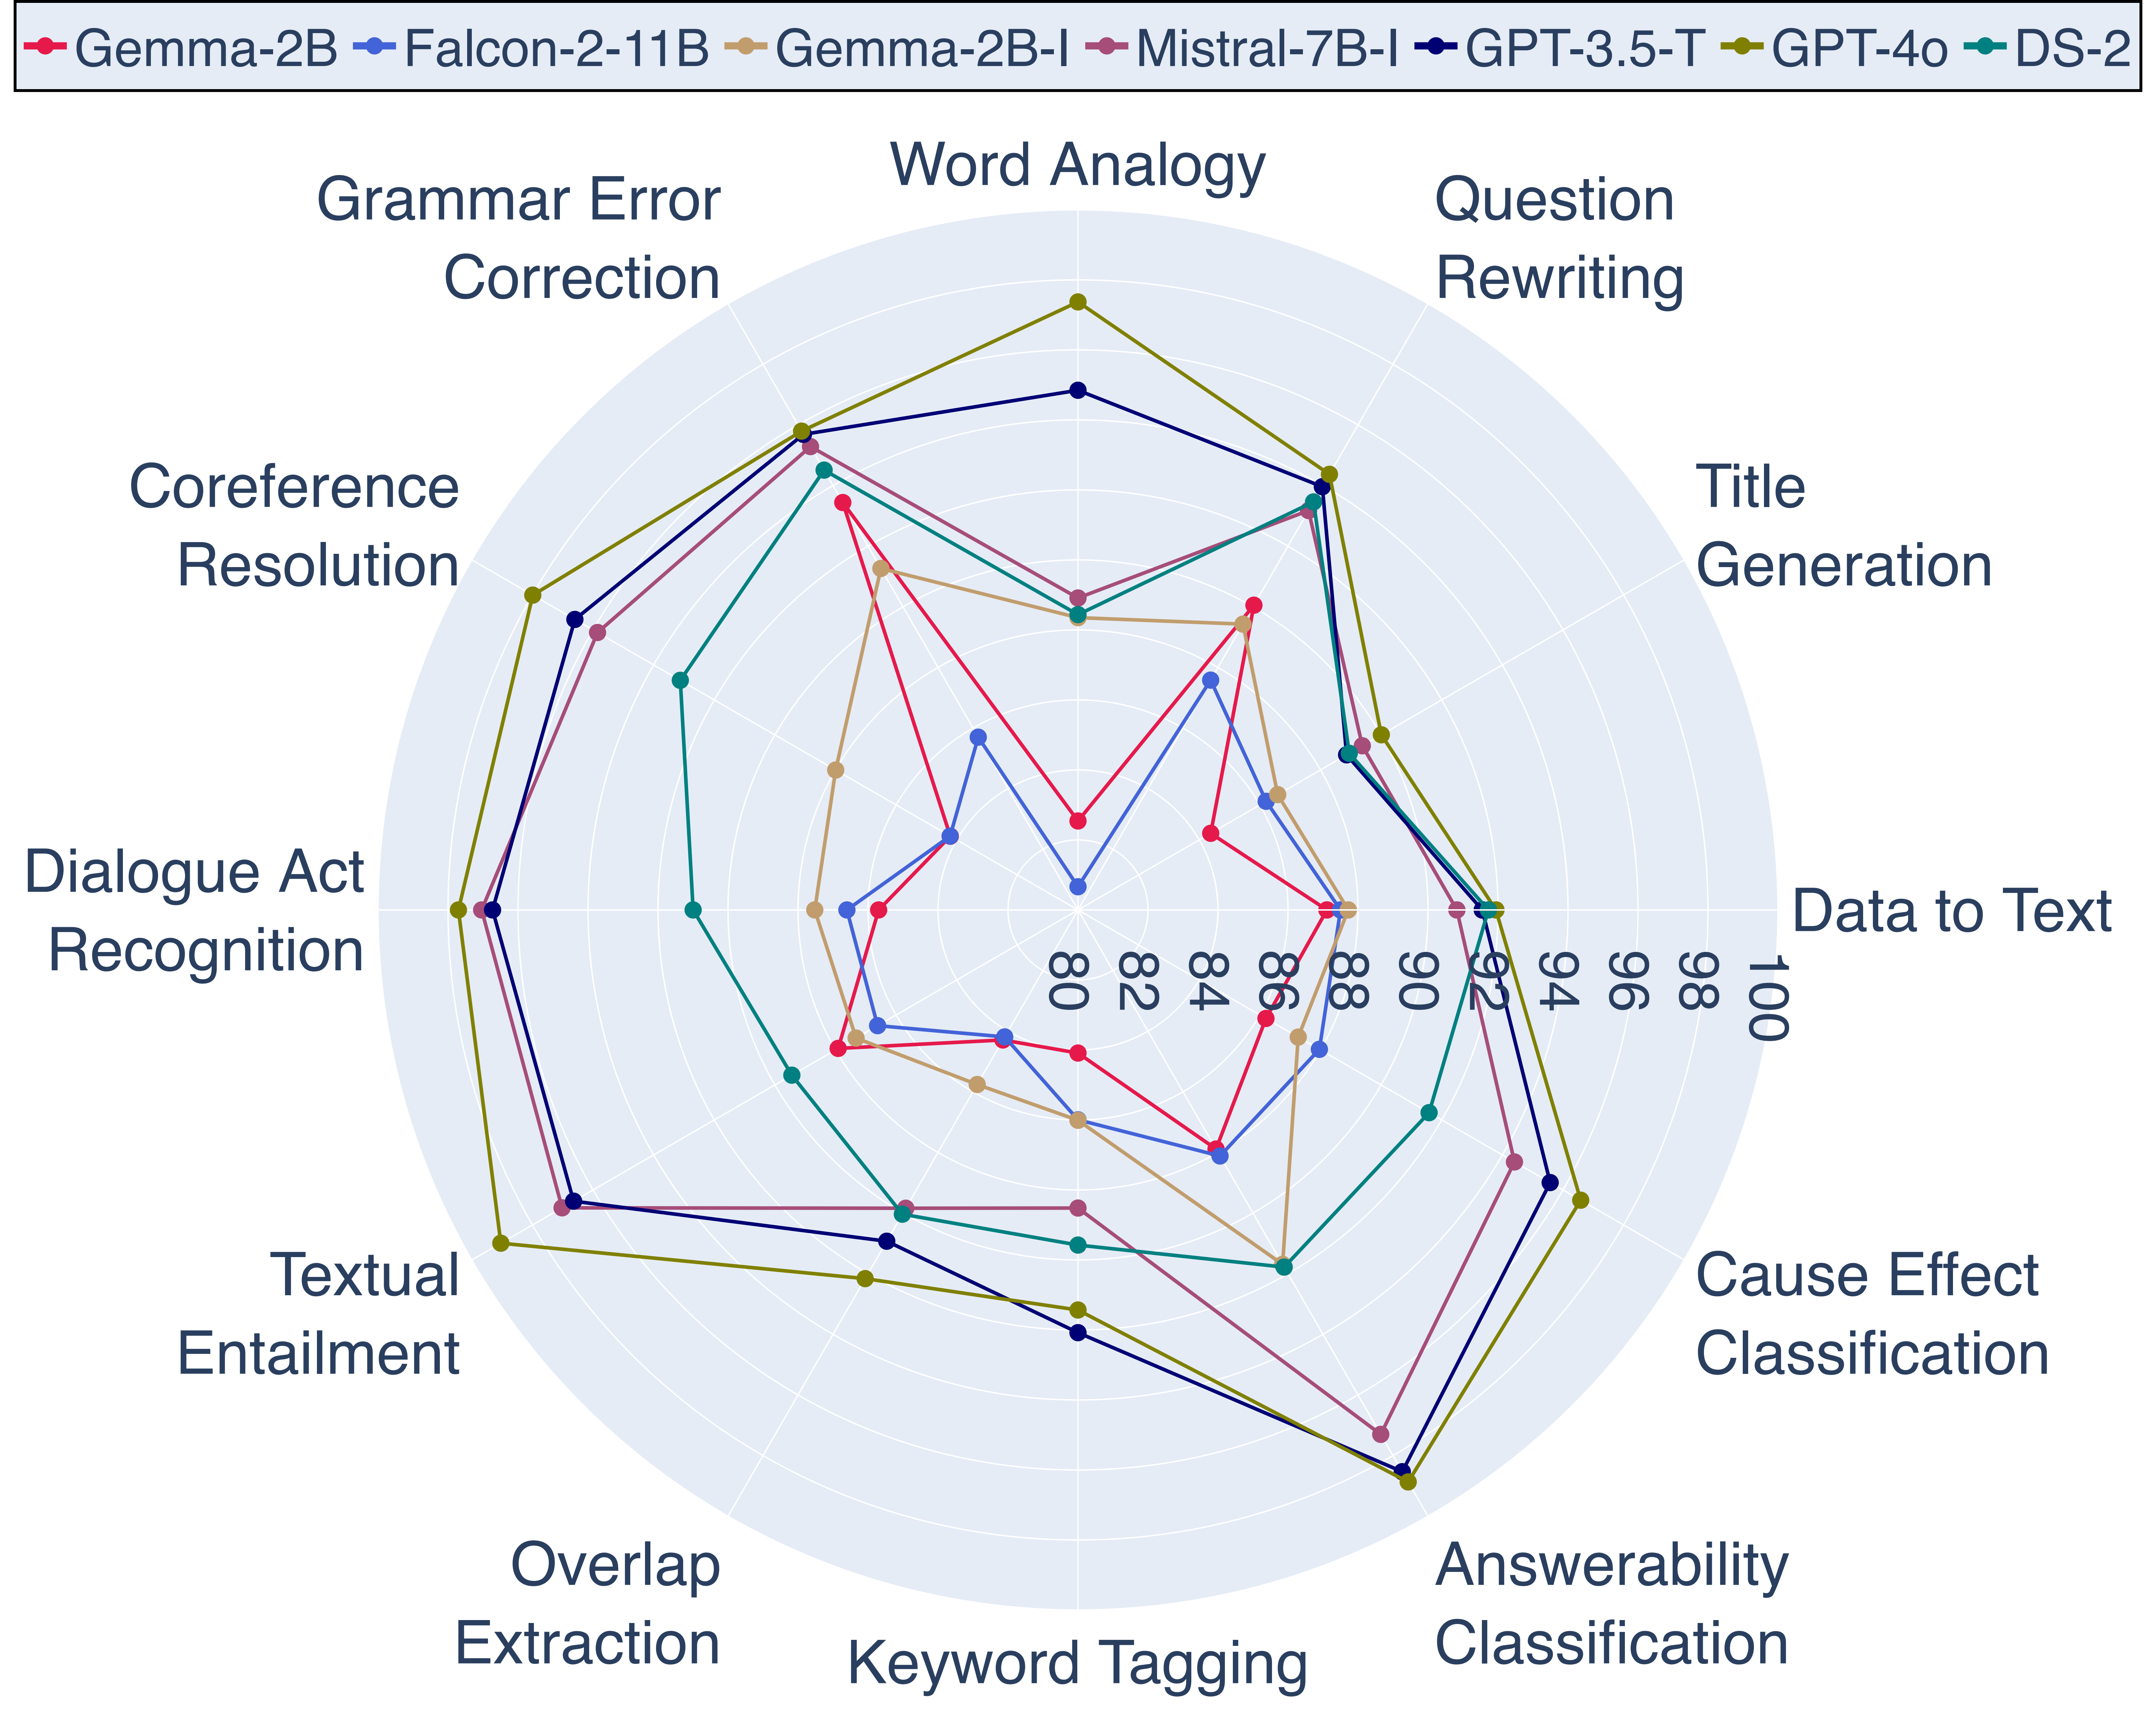 Gemma-2B Falcon-2-11B Gemma-2B-I Mistral-7B-I GPT-3.5-T GPT-4o DS-2
Word Analogy
Grammar Error
Correction
Question
Rewriting
Coreference
Resolution
Title
Generation
Dialogue Act
Recognition
Data to Text
80 82 84 86 88 90 92 94 96 98 100
Textual
Entailment
Cause Effect
Classification
Overlap
Extraction
Answerability
Classification
Keyword Tagging